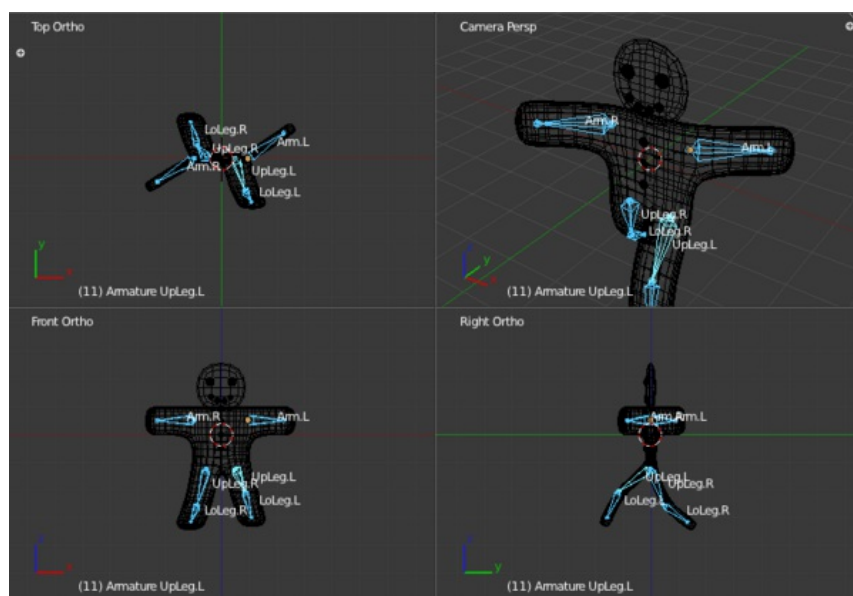 Top Ortho
LoLeg.R
UpLeg.R
Arm.L
Arm.R
UpLeg.L
LoLeg.L
y
x
(11) Armature UpLeg.L
Camera Persp
Arm.R
Arm.L
UpLeg.R
LoLeg.R
UpLeg.L
z
y
x
(11) Armature UpLeg.L
Front Ortho
Arm.R
Arm.L
UpLeg.L
UpLeg.R
LoLeg.L
LoLeg.R
z
x
(11) Armature UpLeg.L
Right Ortho
Arm.R
Arm.L
UpLeg.L
UpLeg.R
LoLeg.L
LoLeg.R
z
y
(11) Armature UpLeg.L